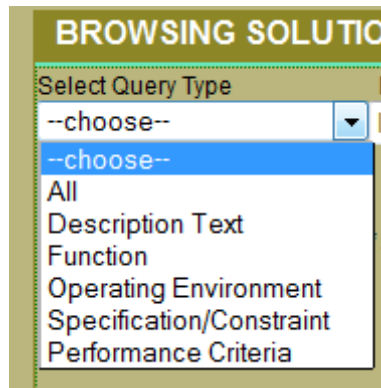 BROWSING SOLUTIO
Select Query Type
--choose--
--choose--
All
Description Text
Function
Operating Environment
Specification/Constraint
Performance Criteria